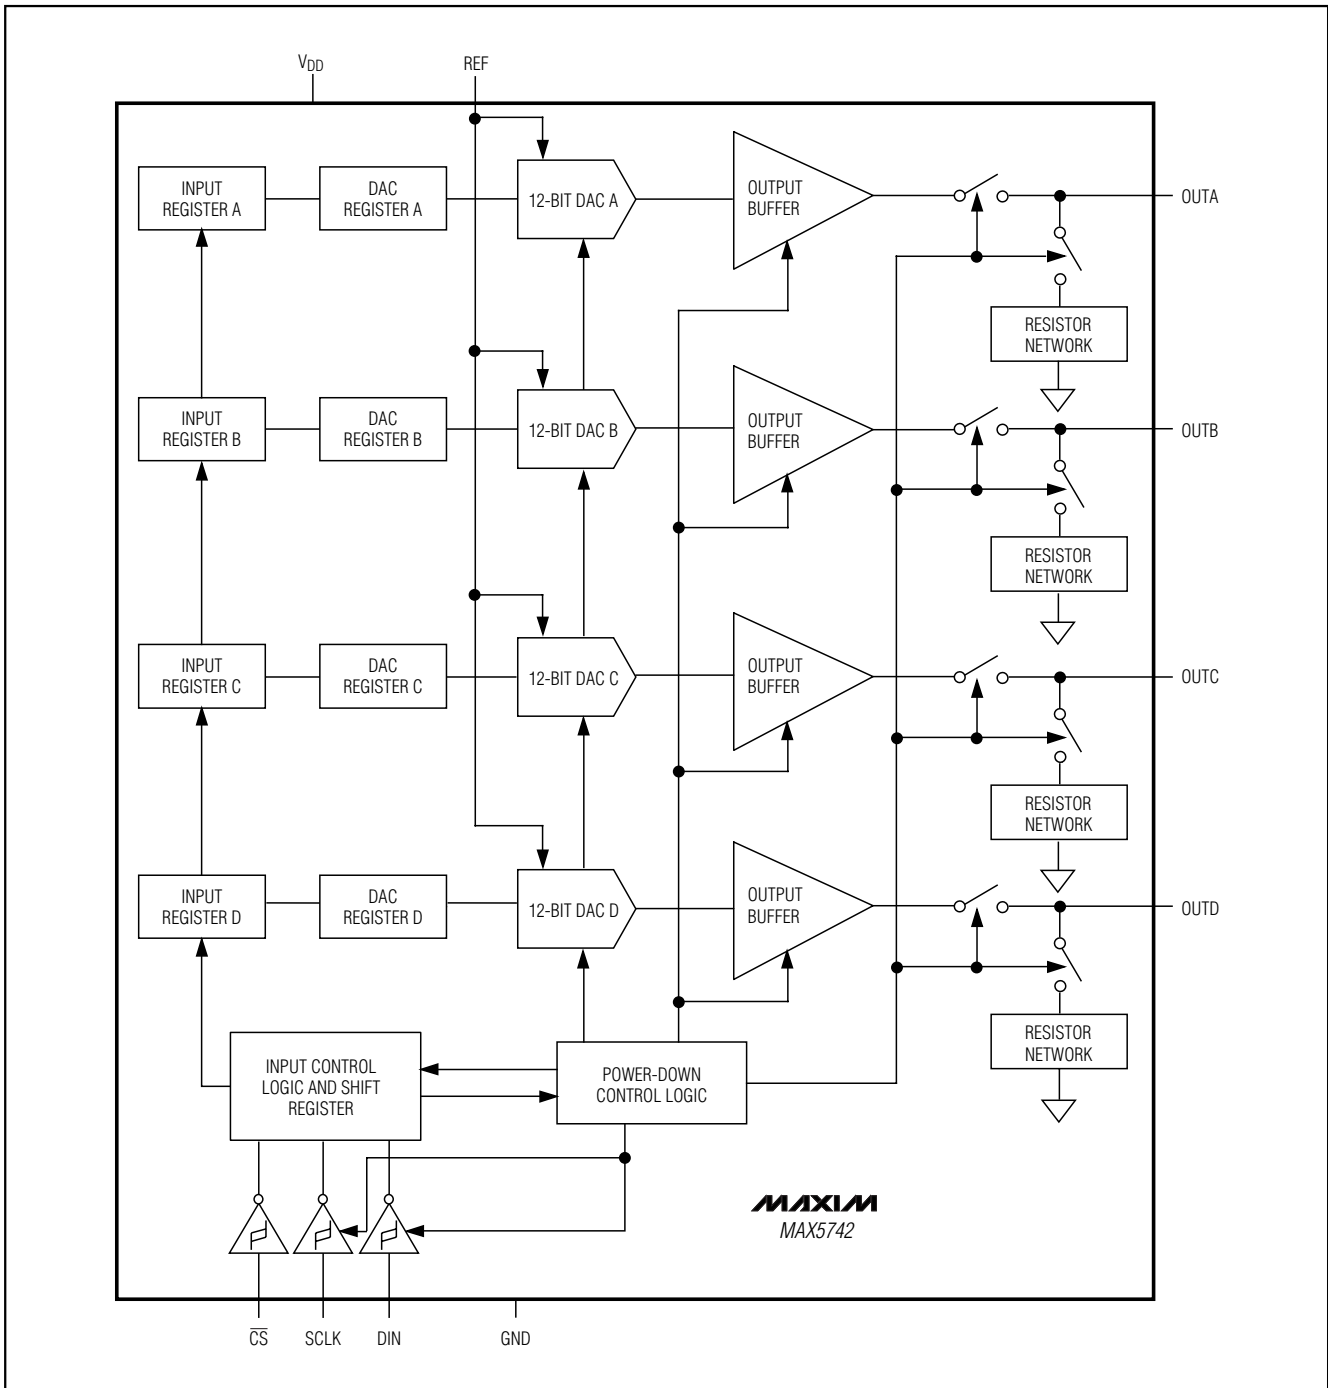 VDD
REF
INPUT
REGISTER A
DAC
REGISTER A
12-BIT DAC A
OUTPUT
BUFFER
OUTA
RESISTOR
NETWORK
INPUT
REGISTER B
DAC
REGISTER B
12-BIT DAC B
OUTPUT
BUFFER
OUTB
RESISTOR
NETWORK
INPUT
REGISTER C
DAC
REGISTER C
12-BIT DAC C
OUTPUT
BUFFER
OUTC
RESISTOR
NETWORK
INPUT
REGISTER D
DAC
REGISTER D
12-BIT DAC D
OUTPUT
BUFFER
OUTD
RESISTOR
NETWORK
INPUT CONTROL
LOGIC AND SHIFT
REGISTER
POWER-DOWN
CONTROL LOGIC
MAXIM
MAX5742
C̅S̅
SCLK
DIN
GND